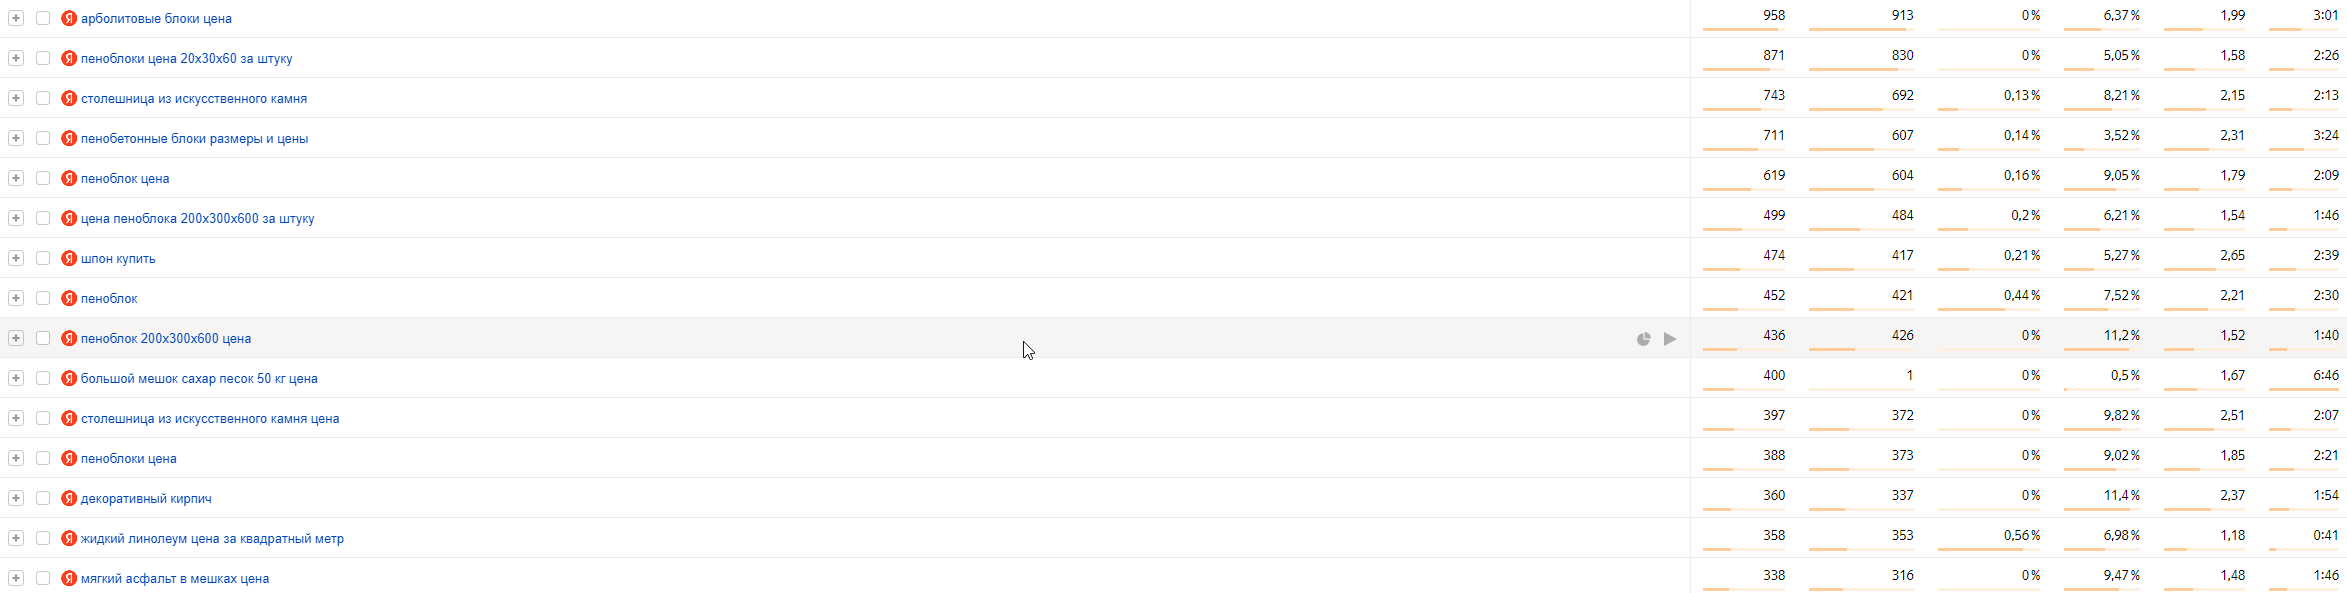 Я арболитовые блоки цена 958 913 0 % 6,37 % 1,99 3:01
Я пеноблоки цена 20х30х60 за штуку 871 830 0 % 5,05 % 1,58 2:26
Я столешница из искусственного камня 743 692 0,13 % 8,21 % 2,15 2:13
Я пенобетонные блоки размеры и цены 711 607 0,14 % 3,52 % 2,31 3:24
Я пеноблок цена 619 604 0,16 % 9,05 % 1,79 2:09
Я цена пеноблока 200х300х600 за штуку 499 484 0,2 % 6,21 % 1,54 1:46
Я шпон купить 474 417 0,21 % 5,27 % 2,65 2:39
Я пеноблок 452 421 0,44 % 7,52 % 2,21 2:30
Я пеноблок 200х300х600 цена 436 426 0 % 11,2 % 1,52 1:40
Я большой мешок сахар песок 50 кг цена 400 1 0 % 0,5 % 1,67 6:46
Я столешница из искусственного камня цена 397 372 0 % 9,82 % 2,51 2:07
Я пеноблоки цена 388 373 0 % 9,02 % 1,85 2:21
Я декоративный кирпич 360 337 0 % 11,4 % 2,37 1:54
Я жидкий линолеум цена за квадратный метр 358 353 0,56 % 6,98 % 1,18 0:41
Я мягкий асфальт в мешках цена 338 316 0 % 9,47 % 1,48 1:46